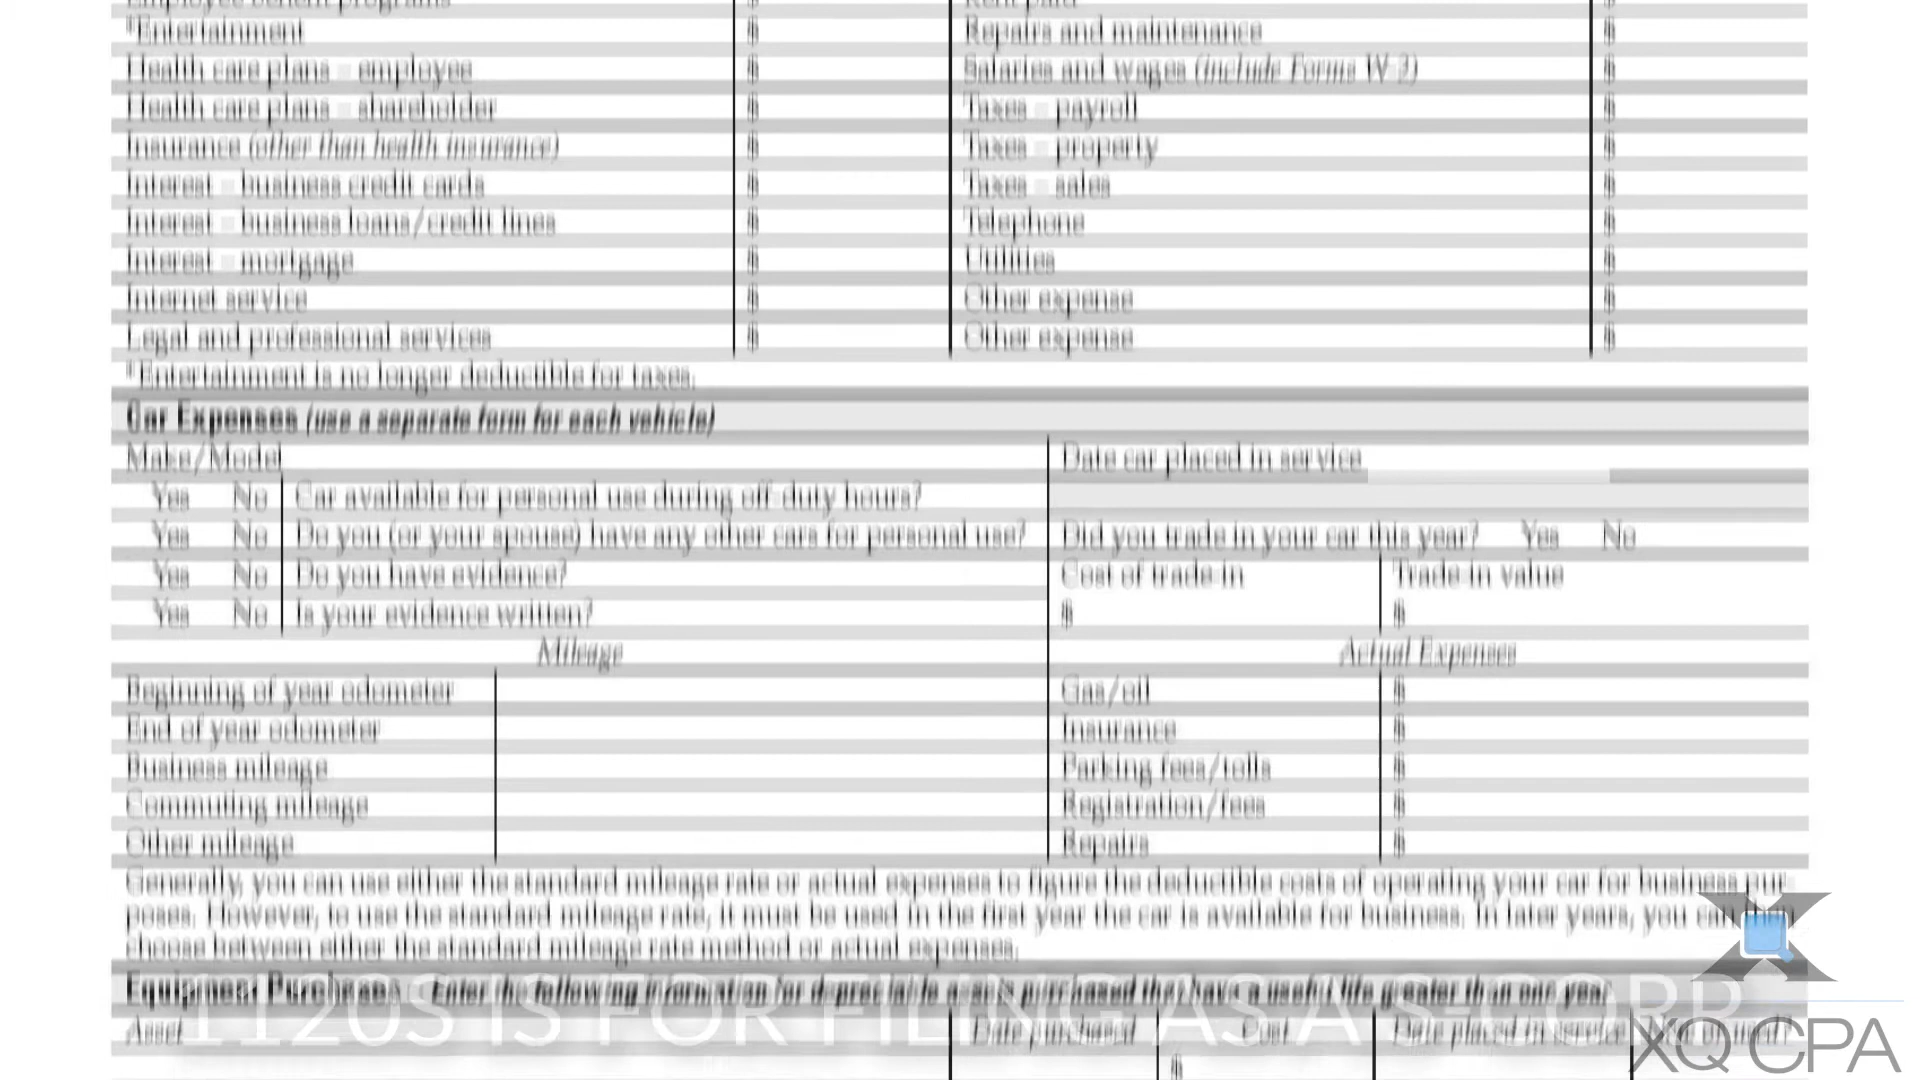 Employee benefit programs $ Rent paid $
*Entertainment $ Repairs and maintenance $
Health care plans - employee $ Salaries and wages (include Forms W-3) $
Health care plans - shareholder $ Taxes - payroll $
Insurance (other than health insurance) $ Taxes - property $
Interest - business credit cards $ Taxes - sales $
Interest - business loans/credit lines $ Telephone $
Interest - mortgage $ Utilities $
Internet service $ Other expense $
Legal and professional services $ Other expense $
*Entertainment is no longer deductible for taxes.
Car Expenses (use a separate form for each vehicle)
Make/Model Date car placed in service
Yes No Car available for personal use during off-duty hours?
Yes No Do you (or your spouse) have any other cars for personal use? Did you trade in your car this year? Yes No
Yes No Do you have evidence? Cost of trade-in Trade-in value
Yes No Is your evidence written? $ $
Mileage Actual Expenses
Beginning of year odometer Gas/oil $
End of year odometer Insurance $
Business mileage Parking fees/tolls $
Commuting mileage Registration/fees $
Other mileage Repairs $
Generally, you can use either the standard mileage rate or actual expenses to figure the deductible costs of operating your car for business pur-
poses. However, to use the standard mileage rate, it must be used in the first year the car is available for business. In later years, you can then
choose between either the standard mileage rate method or actual expenses.
Equipment Purchases - Enter the following information for depreciable assets purchased that have a useful life greater than one year
1120S IS FOR FILING AS A S-CORP
Asset Date purchased Cost Date placed in service
$
XQ CPA